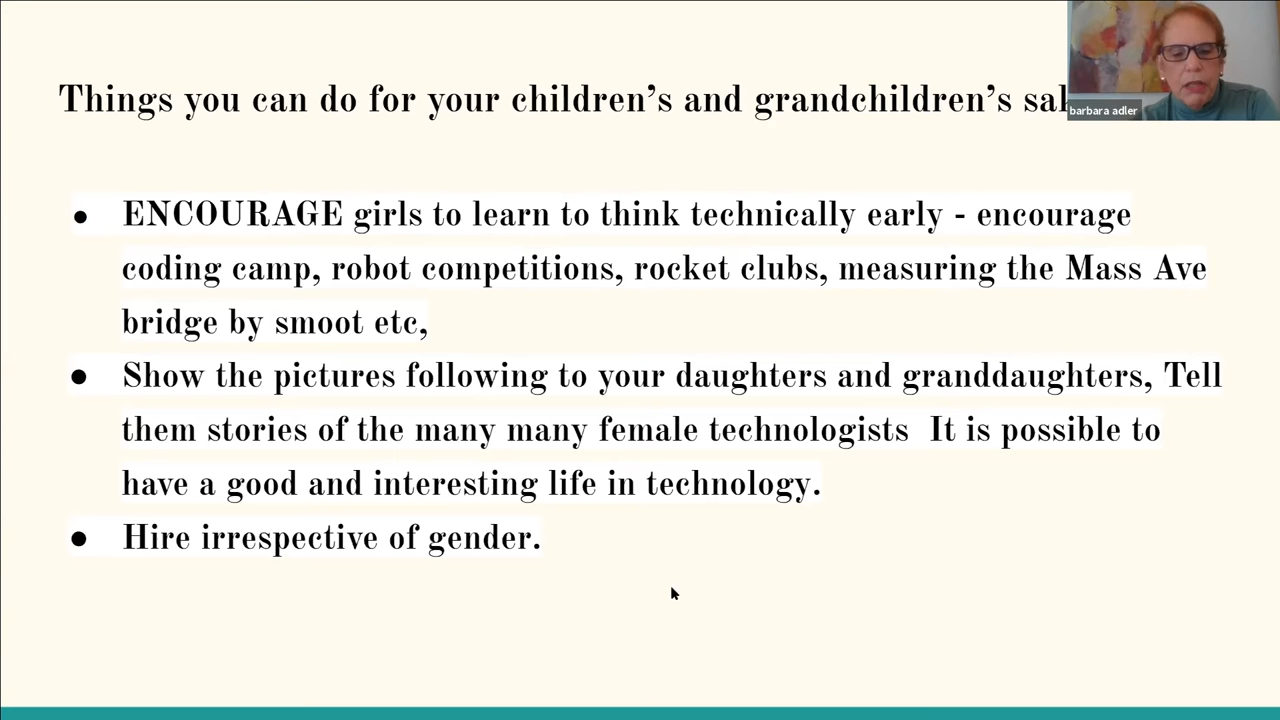 Things you can do for your children's and grandchildren's
barbara adler
● ENCOURAGE girls to learn to think technically early - encourage
coding camp, robot competitions, rocket clubs, measuring the Mass Ave
bridge by smoot etc,
● Show the pictures following to your daughters and granddaughters, Tell
them stories of the many many female technologists It is possible to
have a good and interesting life in technology.
● Hire irrespective of gender.